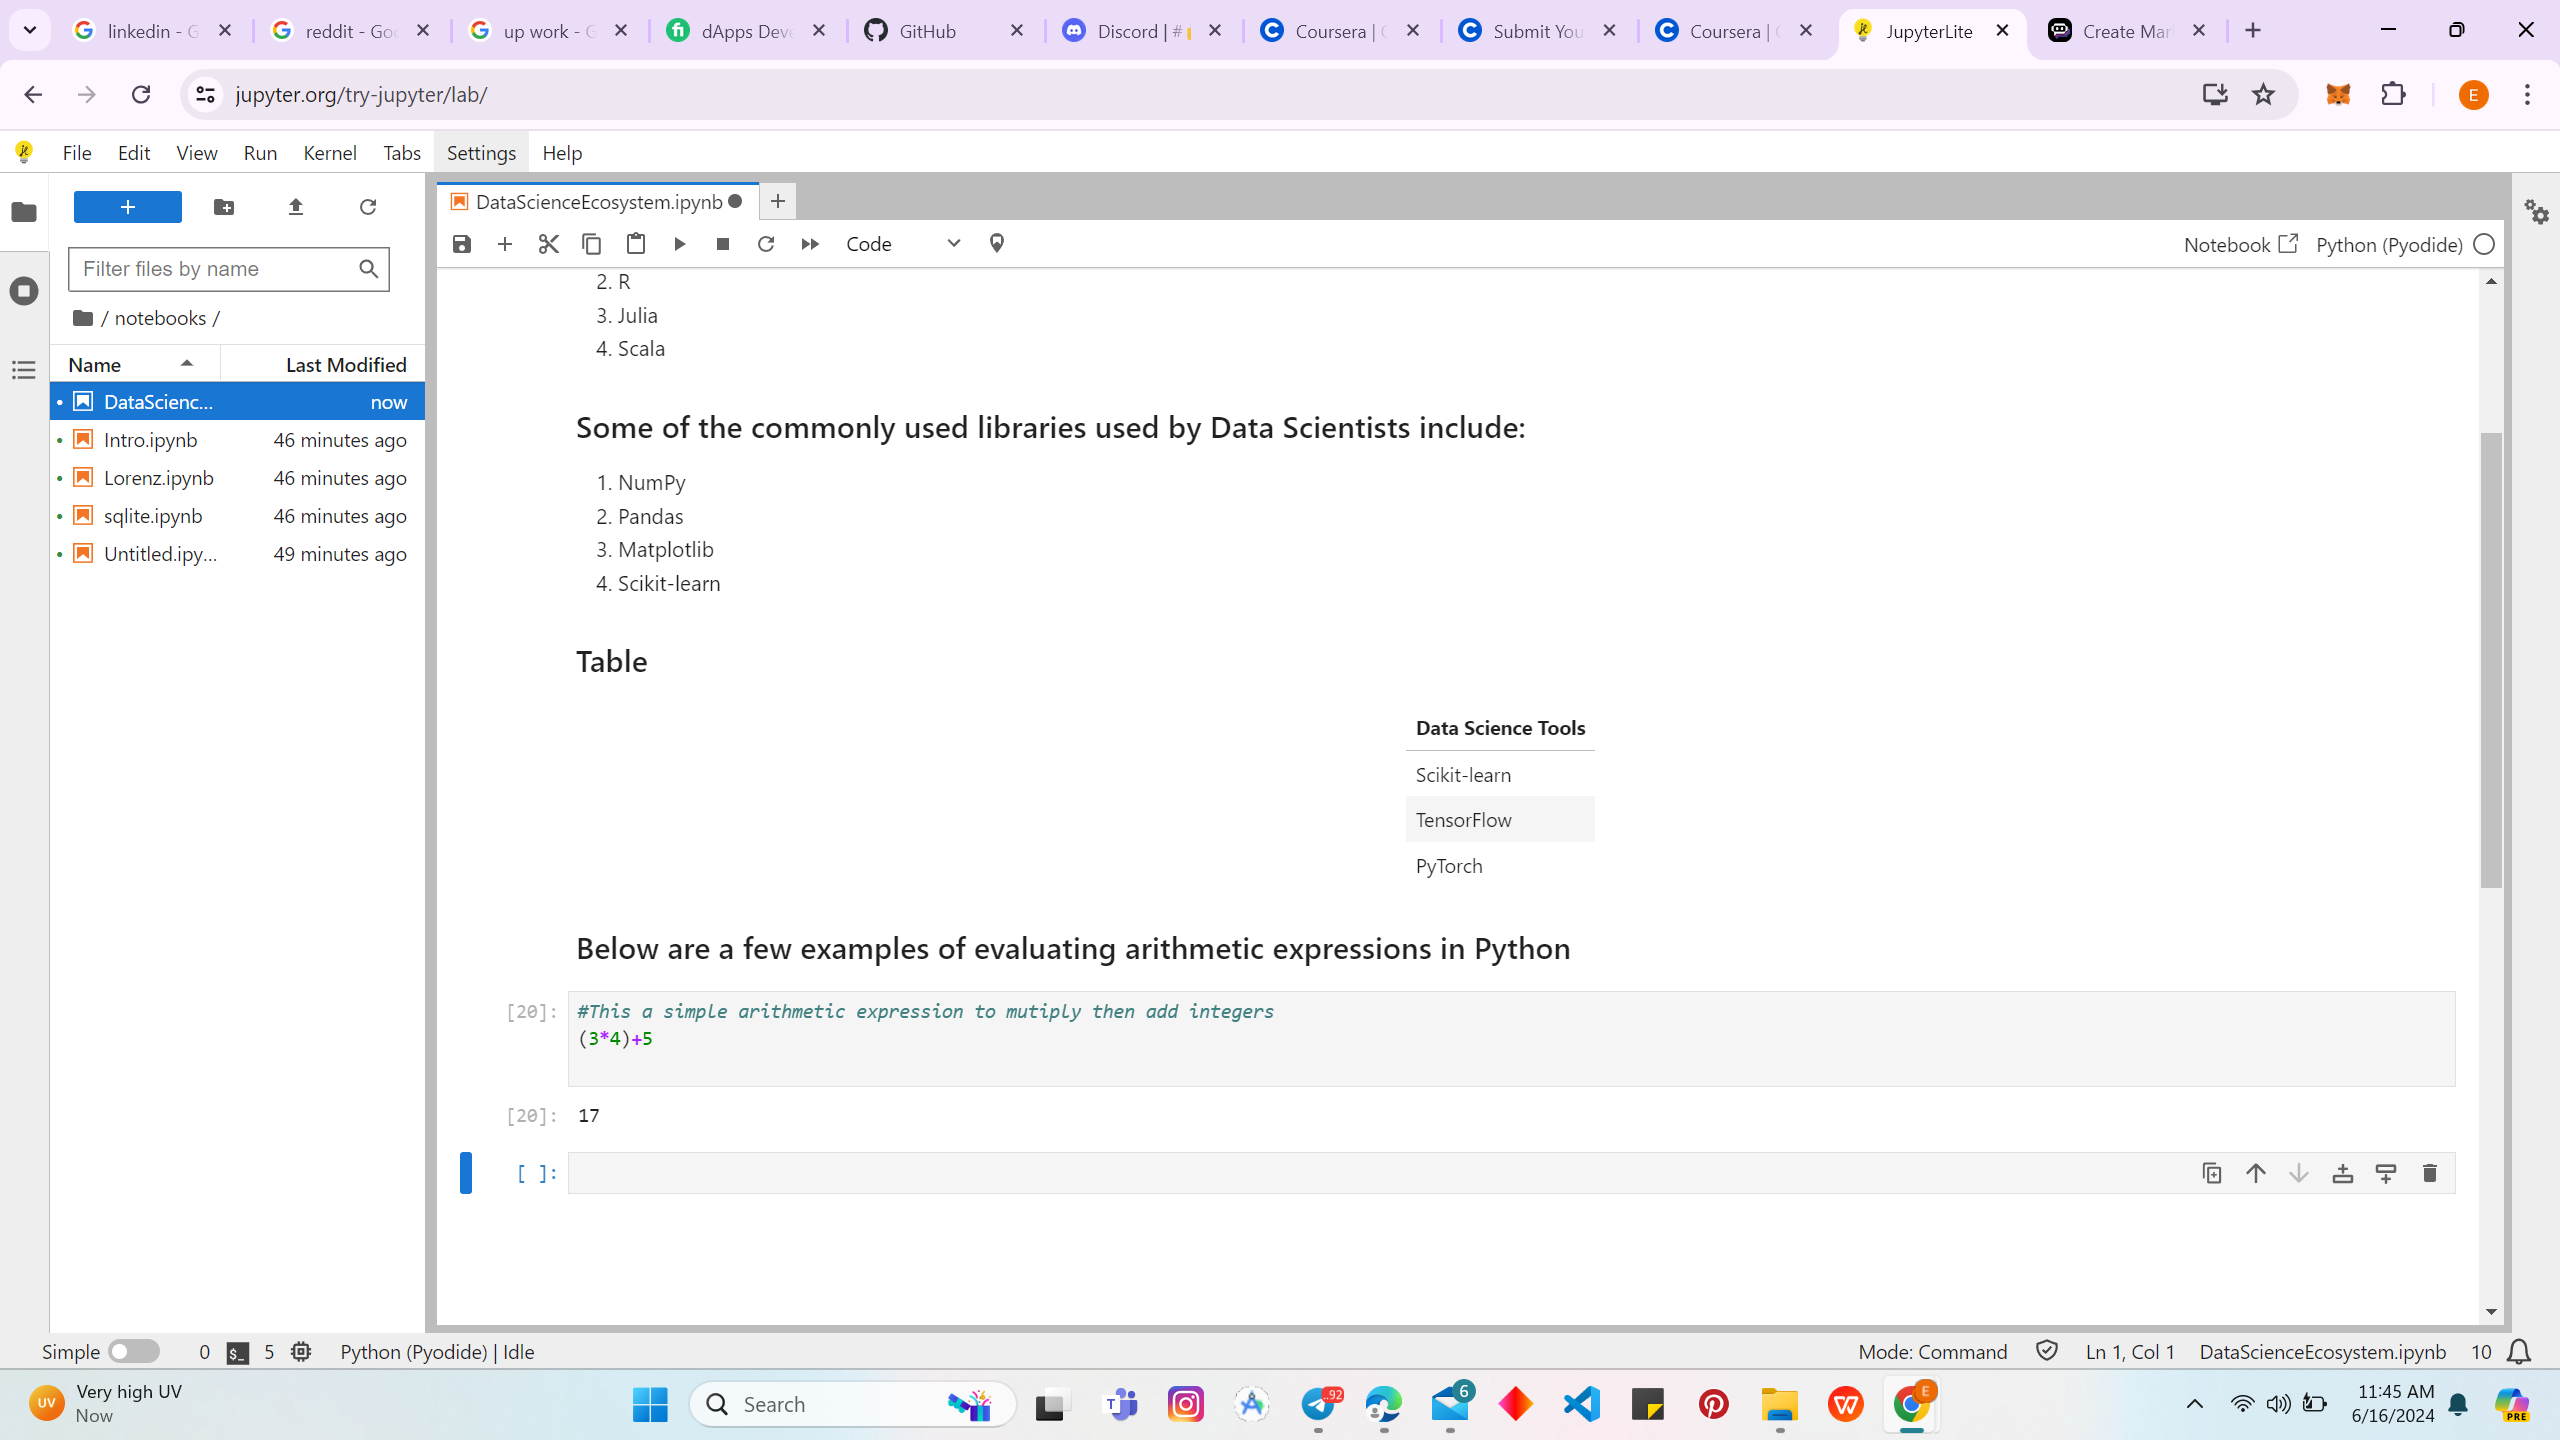 linkedin - G
reddit - Goo
up work - G
dApps Deve
GitHub
Discord | #
Coursera | C
Submit You
Coursera | C
JupyterLite
Create Mar
jupyter.org/try-jupyter/lab/
E
File Edit View Run Kernel Tabs Settings Help
Filter files by name
/ notebooks /
Name Last Modified
DataScienc... now
Intro.ipynb 46 minutes ago
Lorenz.ipynb 46 minutes ago
sqlite.ipynb 46 minutes ago
Untitled.ipy... 49 minutes ago
DataScienceEcosystem.ipynb
Code
Notebook
Python (Pyodide)
2. R
3. Julia
4. Scala
Some of the commonly used libraries used by Data Scientists include:
1. NumPy
2. Pandas
3. Matplotlib
4. Scikit-learn
Table
Data Science Tools
Scikit-learn
TensorFlow
PyTorch
Below are a few examples of evaluating arithmetic expressions in Python
[20]: #This a simple arithmetic expression to mutiply then add integers
(3*4)+5
[20]: 17
[ ]:
Simple 0 $_ 5 Python (Pyodide) | Idle
Mode: Command Ln 1, Col 1 DataScienceEcosystem.ipynb 10
UV
Very high UV
Now
Search
T
..92
6
W
E
11:45 AM
6/16/2024
PRE